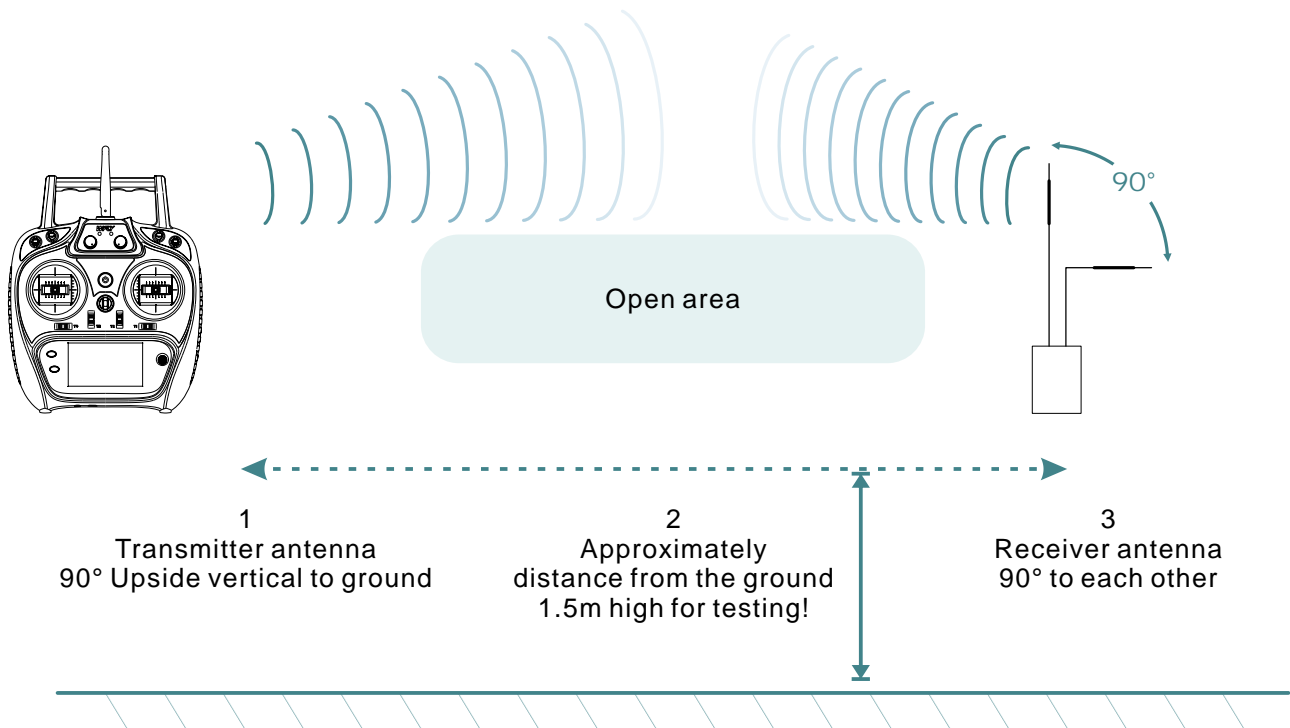 90°
Open area
1
Transmitter antenna
90° Upside vertical to ground
2
Approximately
distance from the ground
1.5m high for testing!
3
Receiver antenna
90° to each other